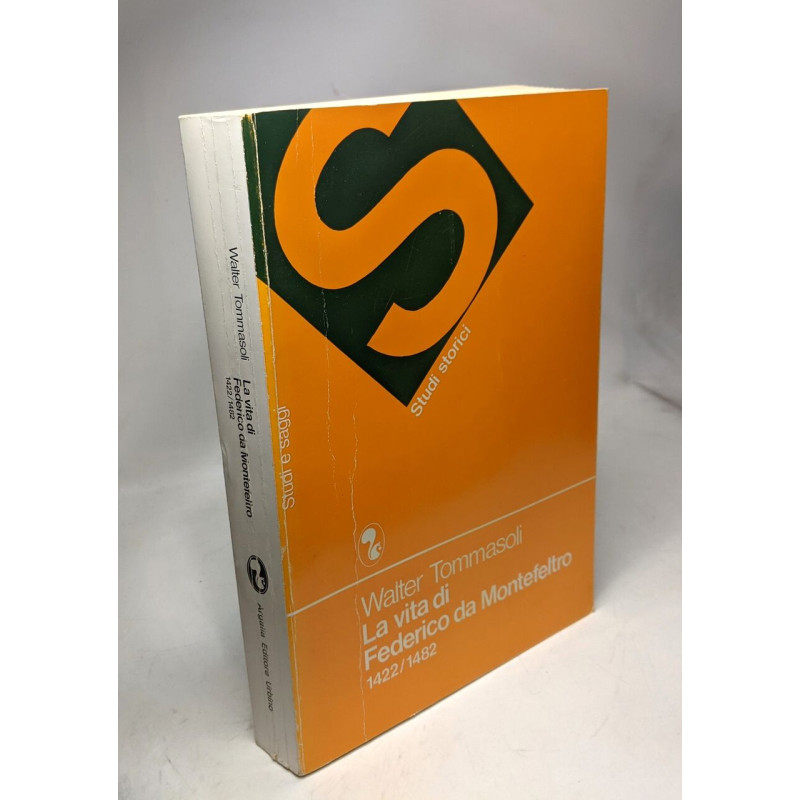 S
Studi storici
Studi e saggi
Walter Tommasoli
La vita di
Federico da Montefeltro
1422/1482
Walter Tommasoli
La vita di
Federico da Montefeltro
1422/1482
Argalia Editore Urbino